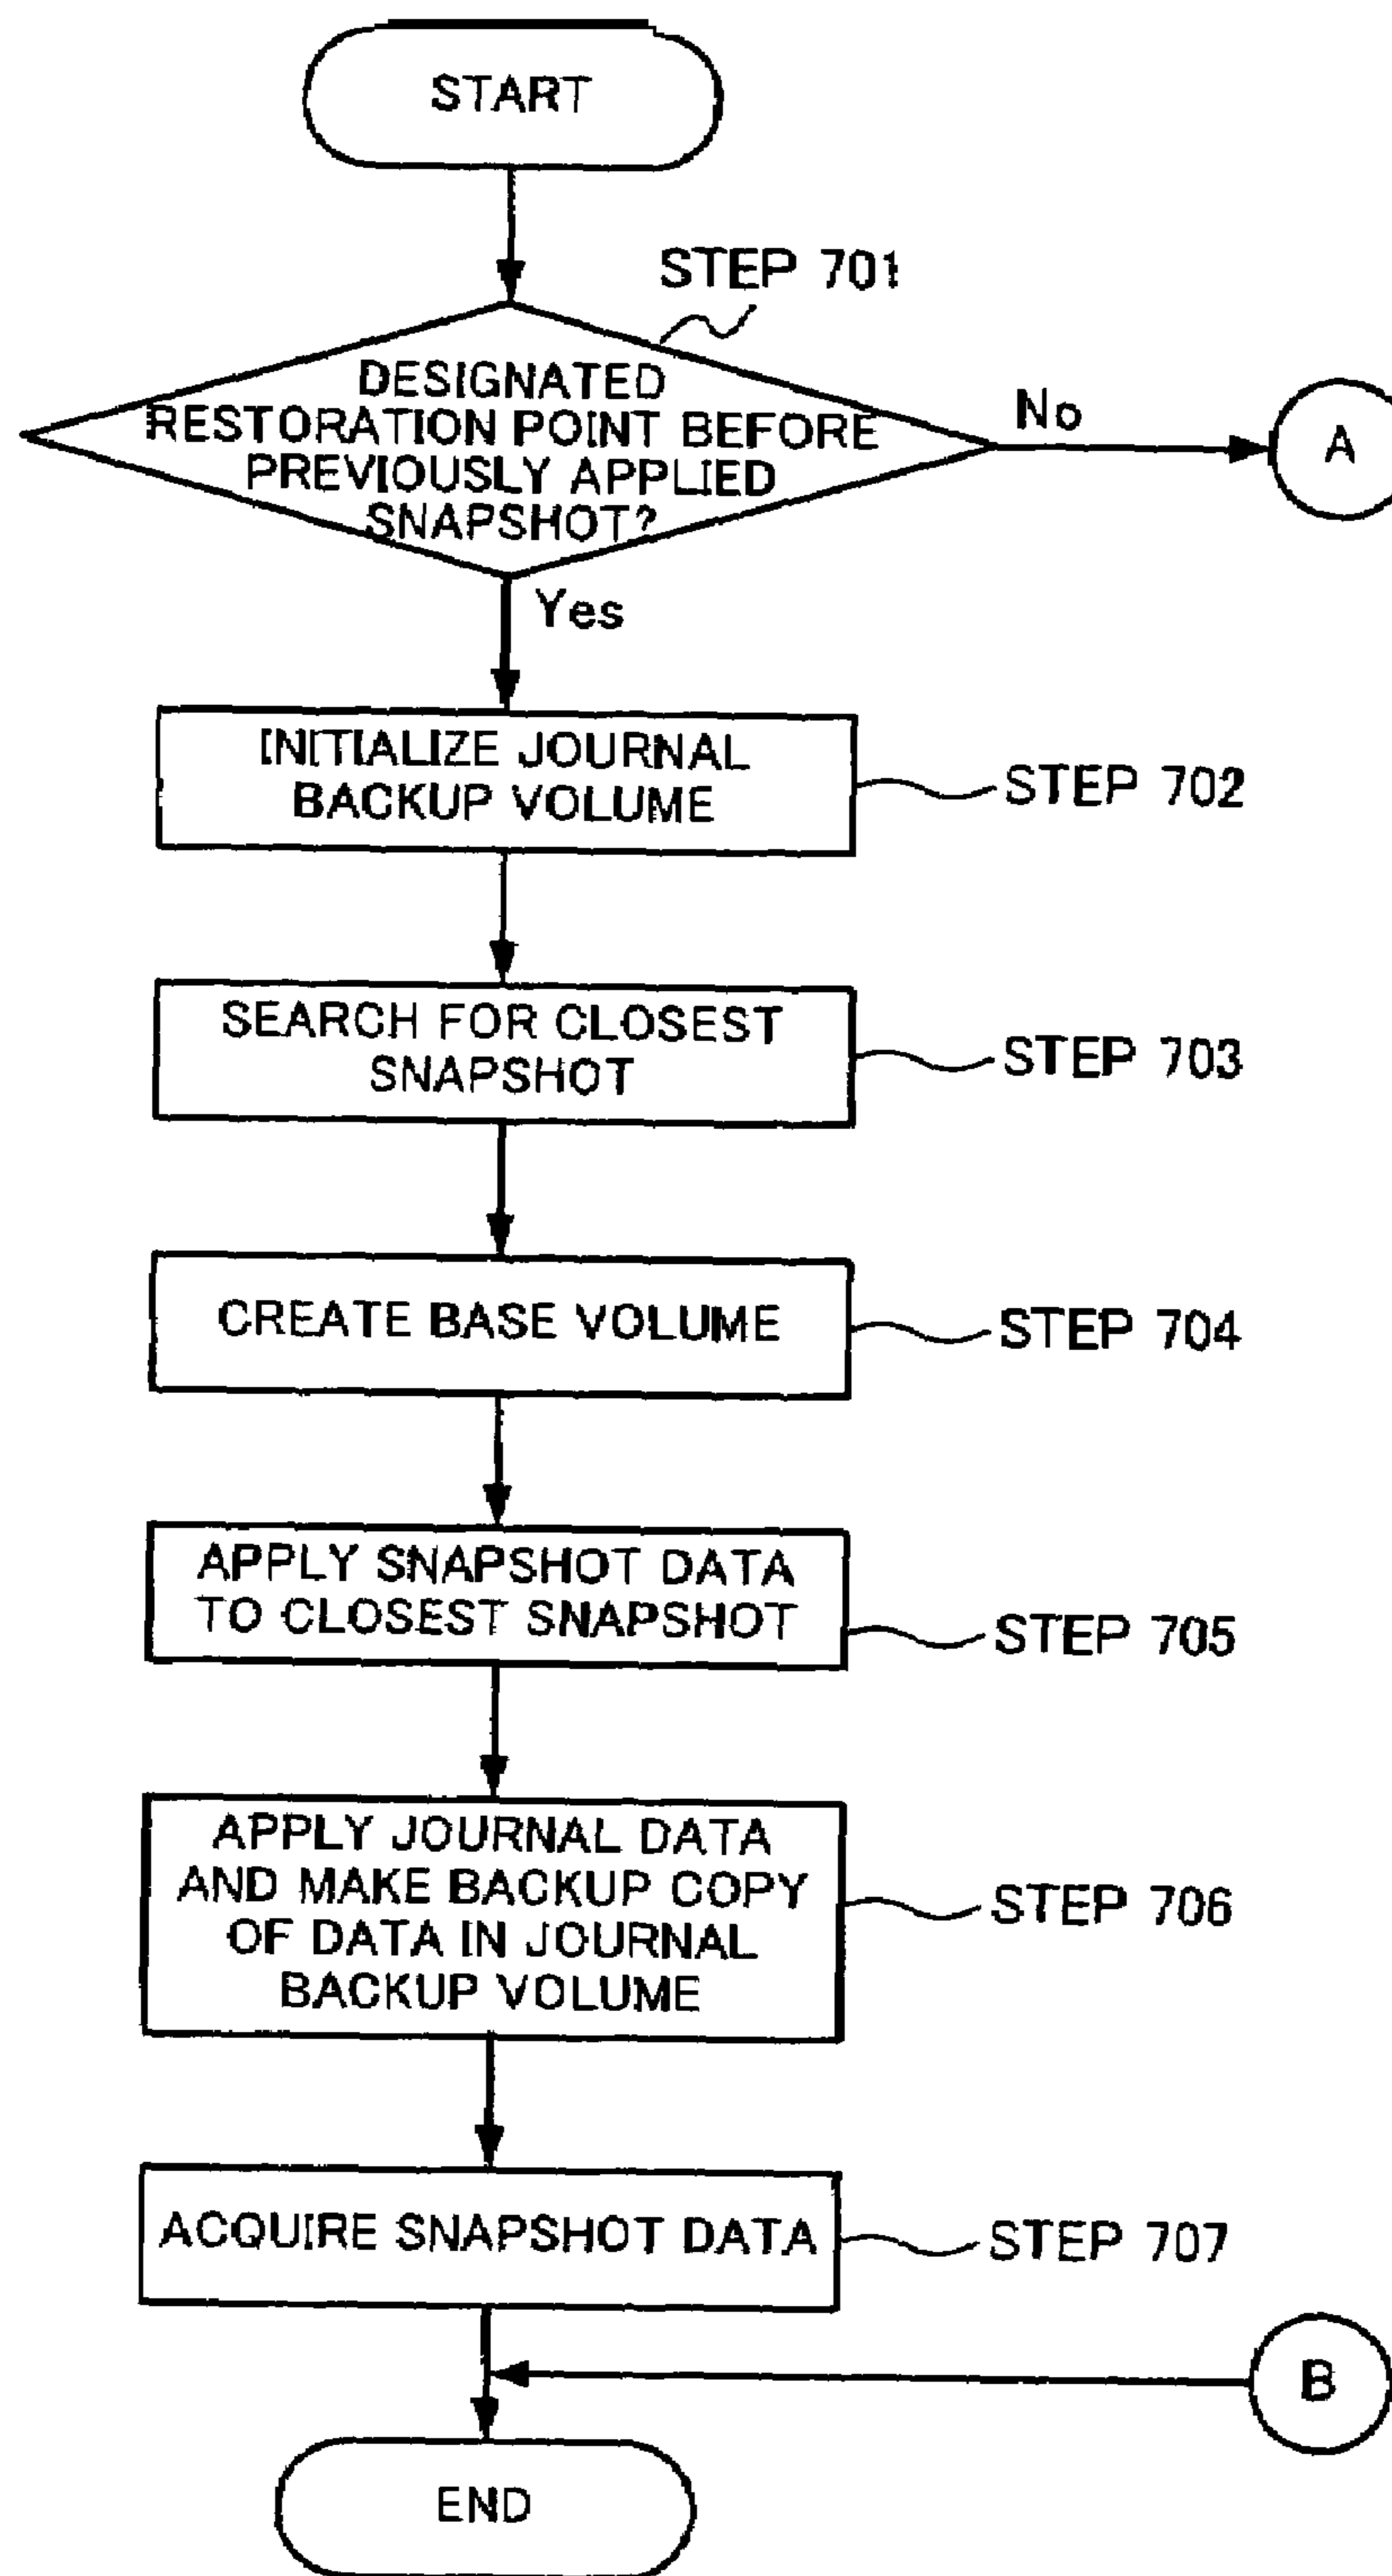 START
STEP 701
DESIGNATED
RESTORATION POINT BEFORE
PREVIOUSLY APPLIED
SNAPSHOT?
No
A
Yes
INITIALIZE JOURNAL
BACKUP VOLUME
STEP 702
SEARCH FOR CLOSEST
SNAPSHOT
STEP 703
CREATE BASE VOLUME
STEP 704
APPLY SNAPSHOT DATA
TO CLOSEST SNAPSHOT
STEP 705
APPLY JOURNAL DATA
AND MAKE BACKUP COPY
OF DATA IN JOURNAL
BACKUP VOLUME
STEP 706
ACQUIRE SNAPSHOT DATA
STEP 707
B
END